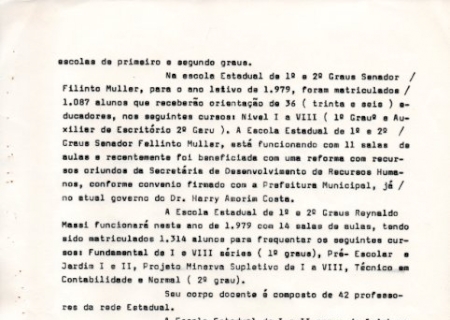 escolas de primeiro e segundo graus.
Na escola Estadual de 1º e 2º Graus Senador /
Filinto Muller, para o ano letivo de 1.979, foram matriculados /
1.087 alunos que receberão orientação de 36 ( trinta e seis ) e-
ducadores, nos seguintes cursos: Nivel I a VIII ( 1º Grauº e Au-
xilier de Escritório 2º Garu ). A Escola Estadual de 1º e 2º /
Graus Senador Fellinto Muller, está funcionando com 11 salas de
aulas e recentemente foi beneficiada com uma reforma com recur-
sos oriundos da Secretária de Desenvolvimento de Recursos Huma-
nos, conforme convenio firmado com a Prefeitura Municipal, já /
no atual governo do Dr. Harry Amorim Costa.
A Escola Estadual de 1º e 2º Graus Reynaldo
Massi funcionará neste ano de 1.979 com 14 salas de aulas, tendo
sido matriculados 1.314 alunos para frequentar os seguintes cur-
sos: Fundamental de I a VIII séries ( 1º graus), Pré- Escolar a
Jardim I e II, Projeto Minerva Supletivo de I a VIII, Técnico em
Contabilidade e Normal ( 2º grau).
Seu corpo docente é composto de 42 professo-
res da rede Estadual.